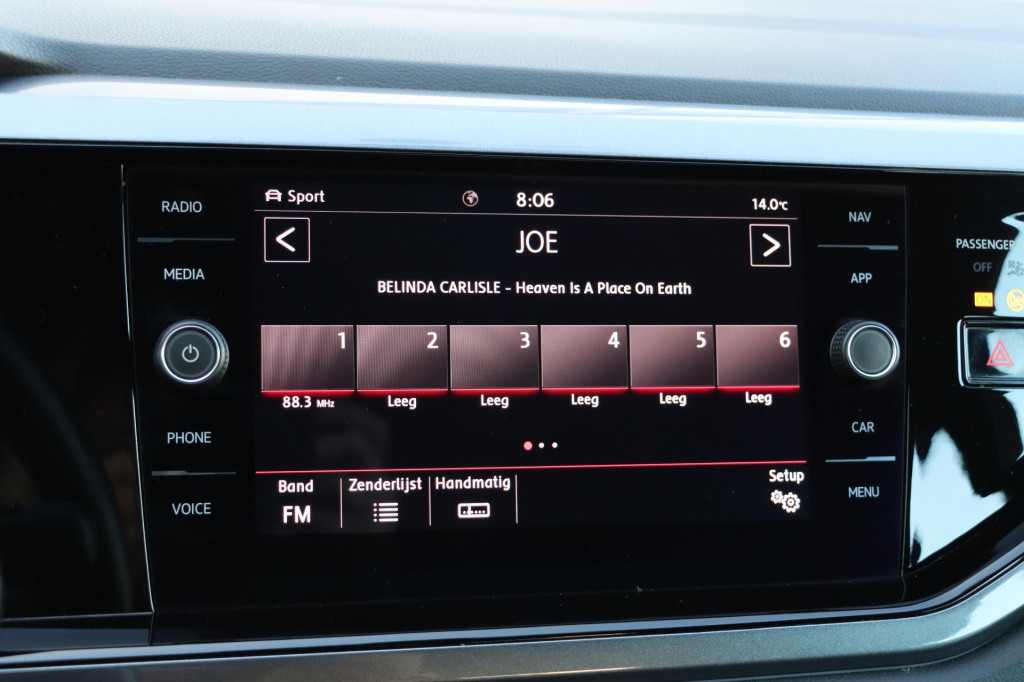 RADIO
MEDIA
PHONE
VOICE
Sport
8:06
14.0°C
<
JOE
>
BELINDA CARLISLE - Heaven Is A Place On Earth
1 2 3 4 5 6
88.3 MHz Leeg Leeg Leeg Leeg Leeg
Band Zenderlijst Handmatig Setup
FM
NAV
APP
CAR
MENU
PASSENGER
OFF
ON